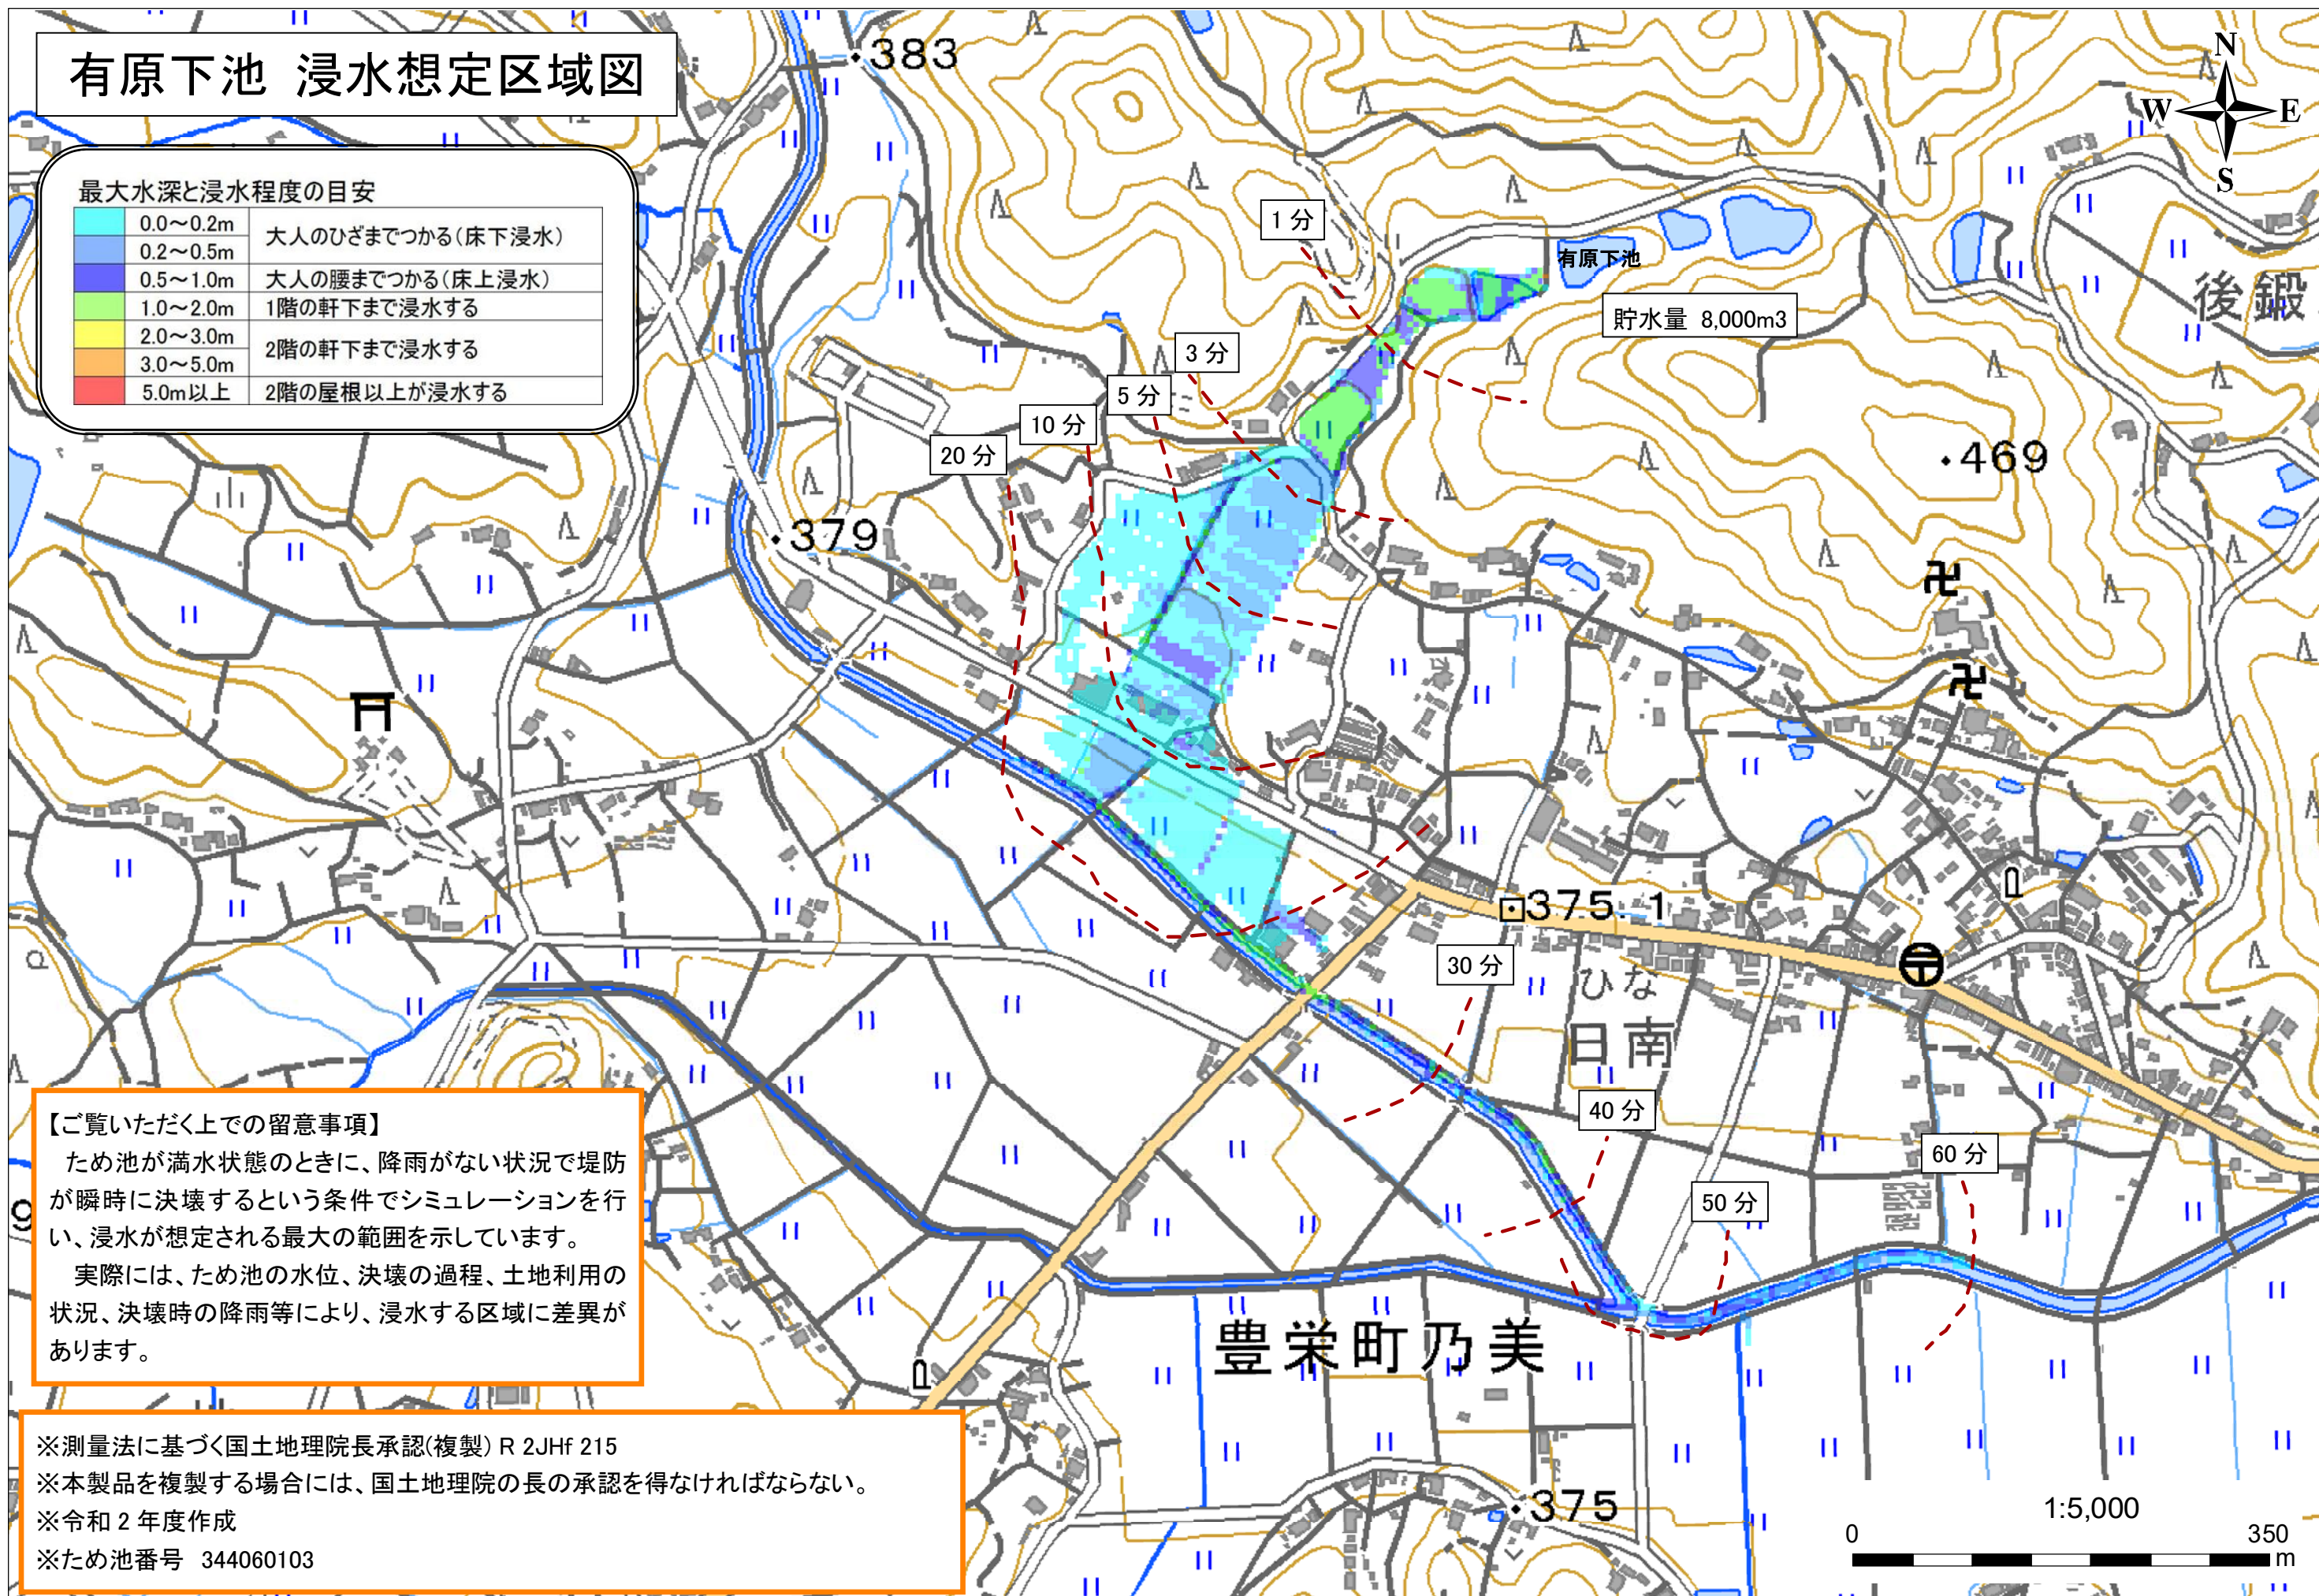 有原下池 浸水想定区域図
最大水深と浸水程度の目安
0.0～0.2m
大人のひざまでつかる(床下浸水)
0.2～0.5m
0.5～1.0m 大人の腰までつかる(床上浸水)
1.0～2.0m 1階の軒下まで浸水する
2.0～3.0m
2階の軒下まで浸水する
3.0～5.0m
5.0m以上 2階の屋根以上が浸水する
N
W E
S
383
1分
有原下池
貯水量 8,000m3
後鍛
3分
5分
10分
20分
469
379
375.1
30分
ひな
日南
40分
60分
50分
豊栄町乃美
375
9
【ご覧いただく上での留意事項】
ため池が満水状態のときに、降雨がない状況で堤防
が瞬時に決壊するという条件でシミュレーションを行
い、浸水が想定される最大の範囲を示しています。
実際には、ため池の水位、決壊の過程、土地利用の
状況、決壊時の降雨等により、浸水する区域に差異が
あります。
※測量法に基づく国土地理院長承認(複製) R 2JHf 215
※本製品を複製する場合には、国土地理院の長の承認を得なければならない。
※令和 2 年度作成
※ため池番号 344060103
1:5,000
0 350
m